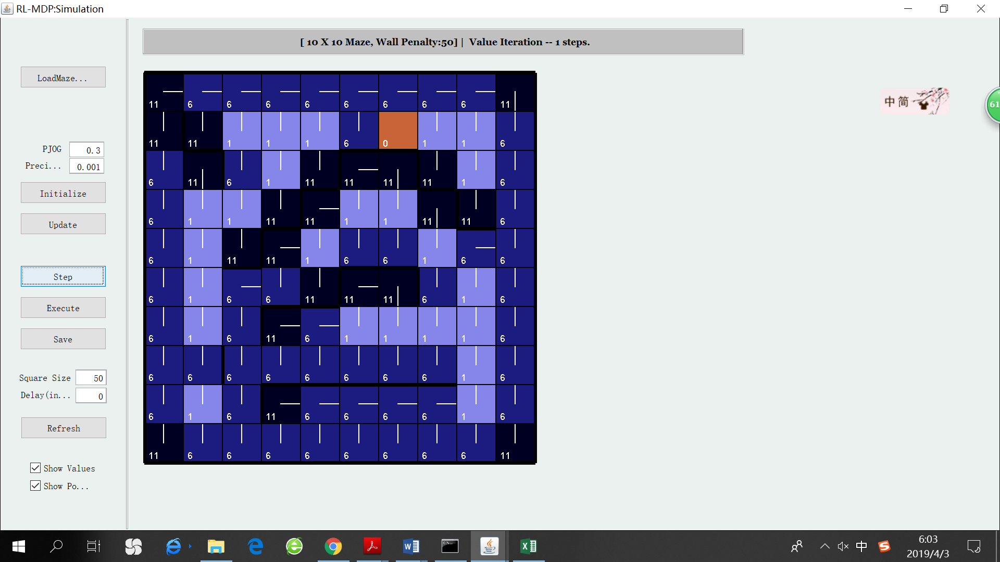 RL-MDP:Simulation
[ 10 X 10 Maze, Wall Penalty:50] | Value Iteration -- 1 steps.
LoadMaze...
PJOG 0.3
Preci... 0.001
Initialize
Update
Step
Execute
Save
Square Size 50
Delay(in... 0
Refresh
Show Values
Show Po...
11 6 6 6 6 6 6 6 6 11
11 11 1 1 1 6 0 1 1 6
6 11 6 1 11 11 11 11 1 6
6 1 1 11 11 1 1 11 11 6
6 1 11 11 1 6 6 1 6 6
6 1 6 6 11 11 11 6 1 6
6 1 6 11 6 1 1 1 1 6
6 6 6 6 6 6 6 6 1 6
6 1 6 11 6 6 6 6 1 6
11 6 6 6 6 6 6 6 6 11
中 简
61
中
6:03
2019/4/3